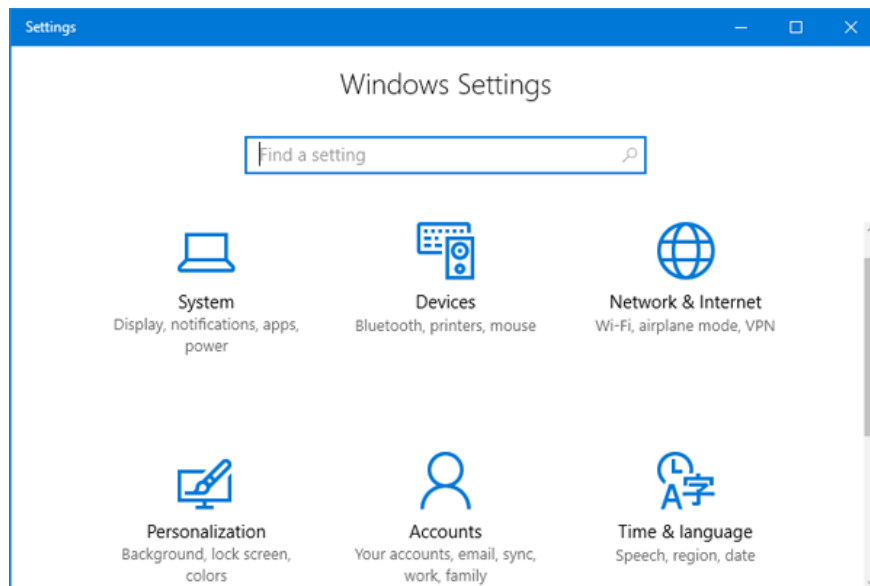 Settings
Windows Settings
Find a setting
System
Display, notifications, apps,
power
Devices
Bluetooth, printers, mouse
Network & Internet
Wi-Fi, airplane mode, VPN
Personalization
Background, lock screen,
colors
Accounts
Your accounts, email, sync,
work, family
A字
Time & language
Speech, region, date